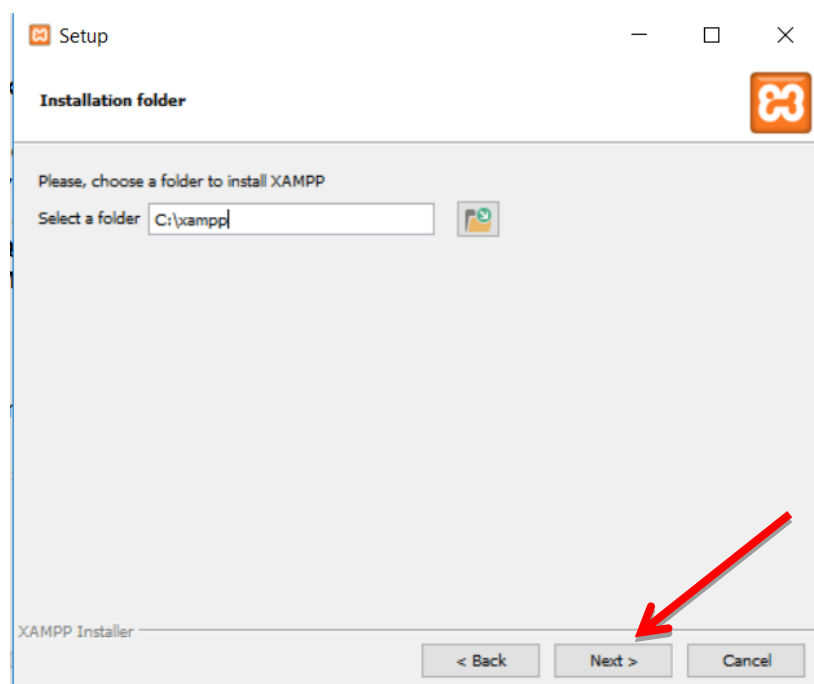 Setup
Installation folder
Please, choose a folder to install XAMPP
Select a folder C:\xampp
XAMPP Installer
< Back Next > Cancel